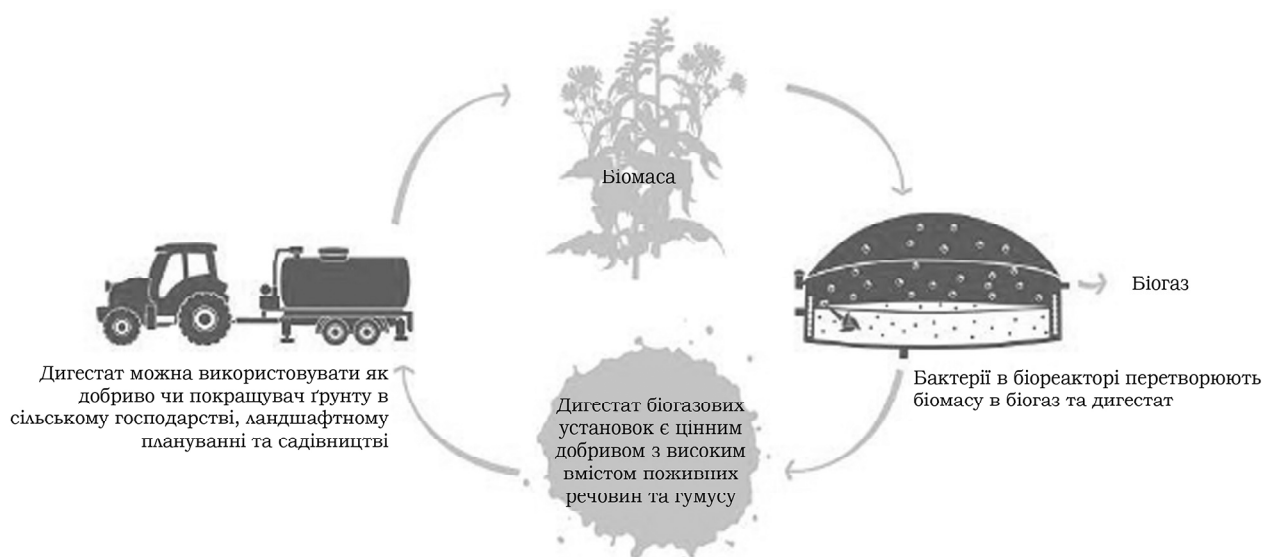 Біомаса
Біогаз
Бактерії в біореакторі перетворюють
біомасу в біогаз та дигестат
Дигестат біогазових
установок є цінним
добривом з високим
вмістом поживних
речовин та гумусу
Дигестат можна використовувати як
добриво чи покращувач ґрунту в
сільському господарстві, ландшафтному
плануванні та садівництві